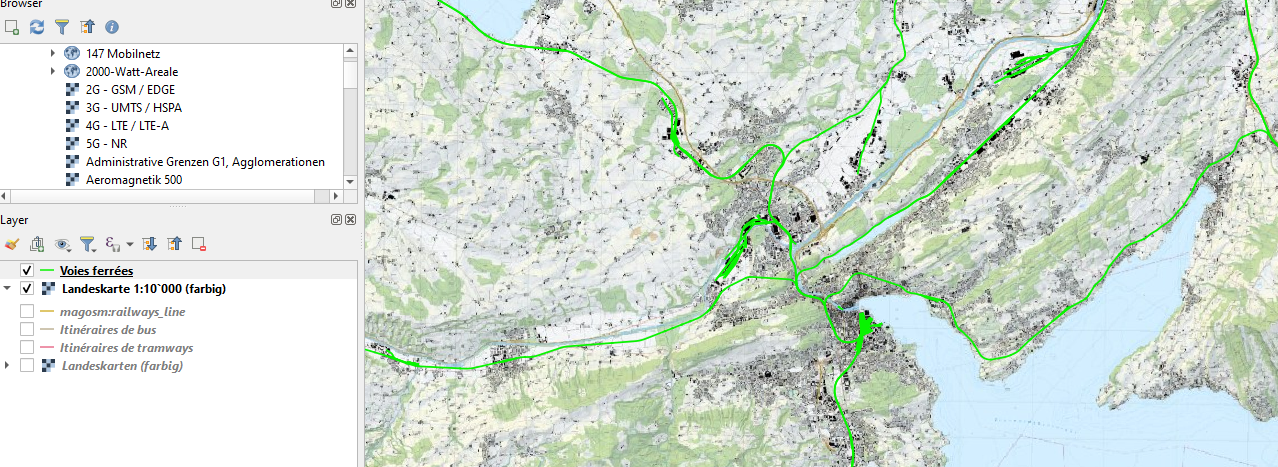 Browser
147 Mobilnetz
2000-Watt-Areale
2G - GSM / EDGE
3G - UMTS / HSPA
4G - LTE / LTE-A
5G - NR
Administrative Grenzen G1, Agglomerationen
Aeromagnetik 500
Layer
Voies ferrées
Landeskarte 1:10'000 (farbig)
magosm:railways_line
Itinéraires de bus
Itinéraires de tramways
Landeskarten (farbig)